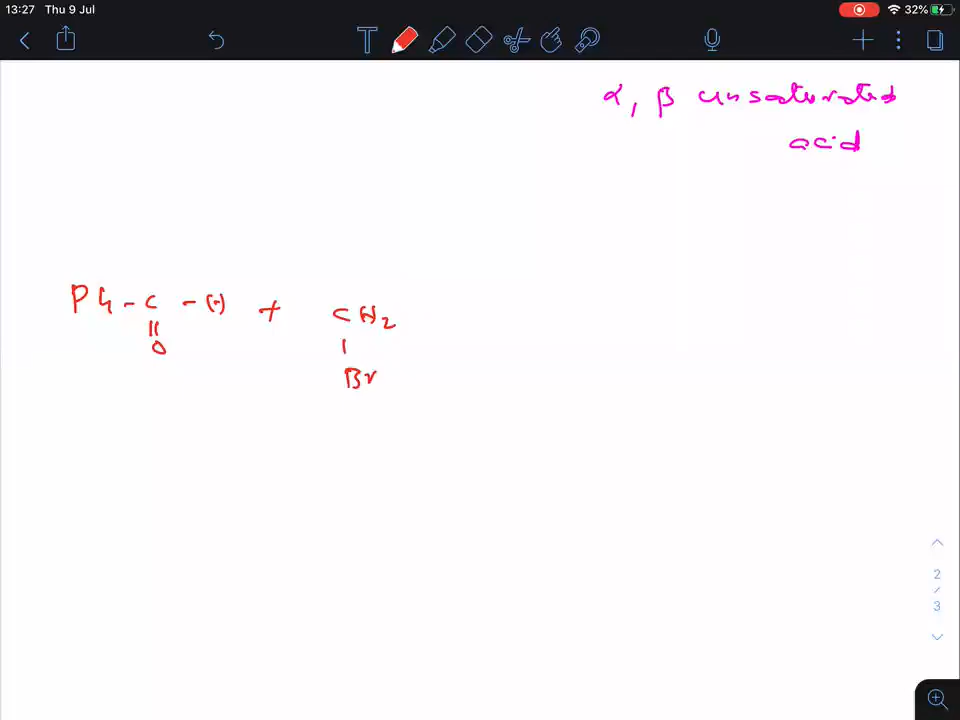 13:27 Thu 9 Jul 32%
T
α, β unsaturated
acid
Ph - C - H + CH2
||
O
|
Br
2
/
3